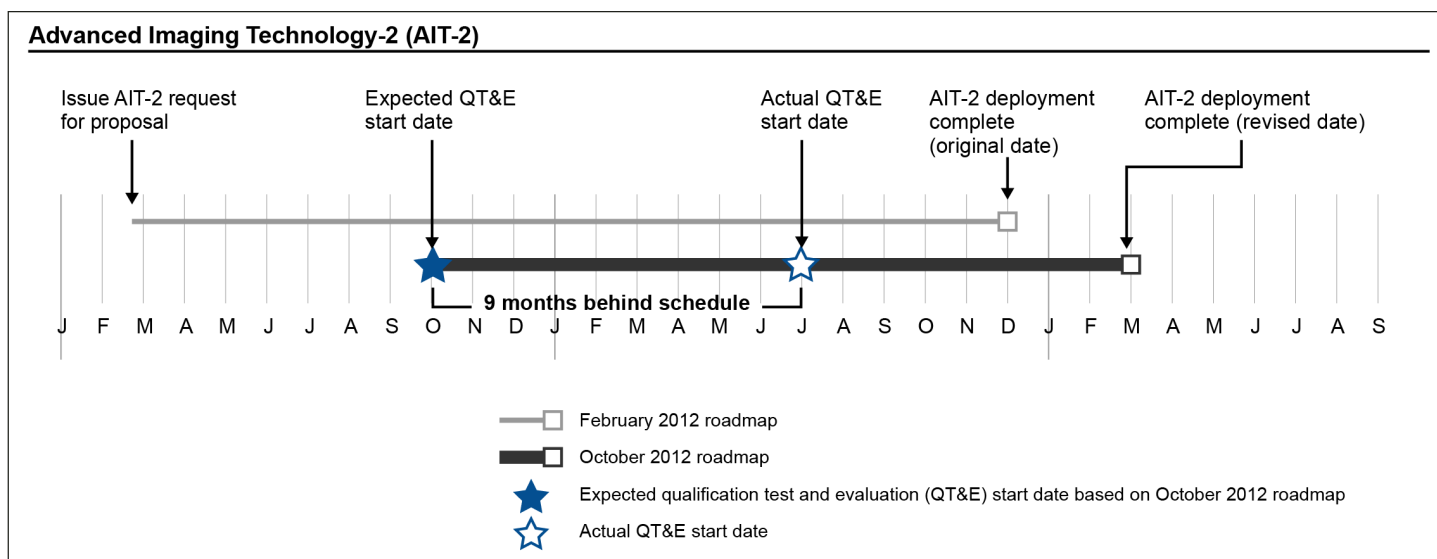 Advanced Imaging Technology-2 (AIT-2)
Issue AIT-2 request
for proposal
Expected QT&E
start date
Actual QT&E
start date
AIT-2 deployment
complete
(original date)
AIT-2 deployment
complete (revised date)
9 months behind schedule
J F M A M J J A S O N D J F M A M J J A S O N D J F M A M J J A S
February 2012 roadmap
October 2012 roadmap
Expected qualification test and evaluation (QT&E) start date based on October 2012 roadmap
Actual QT&E start date